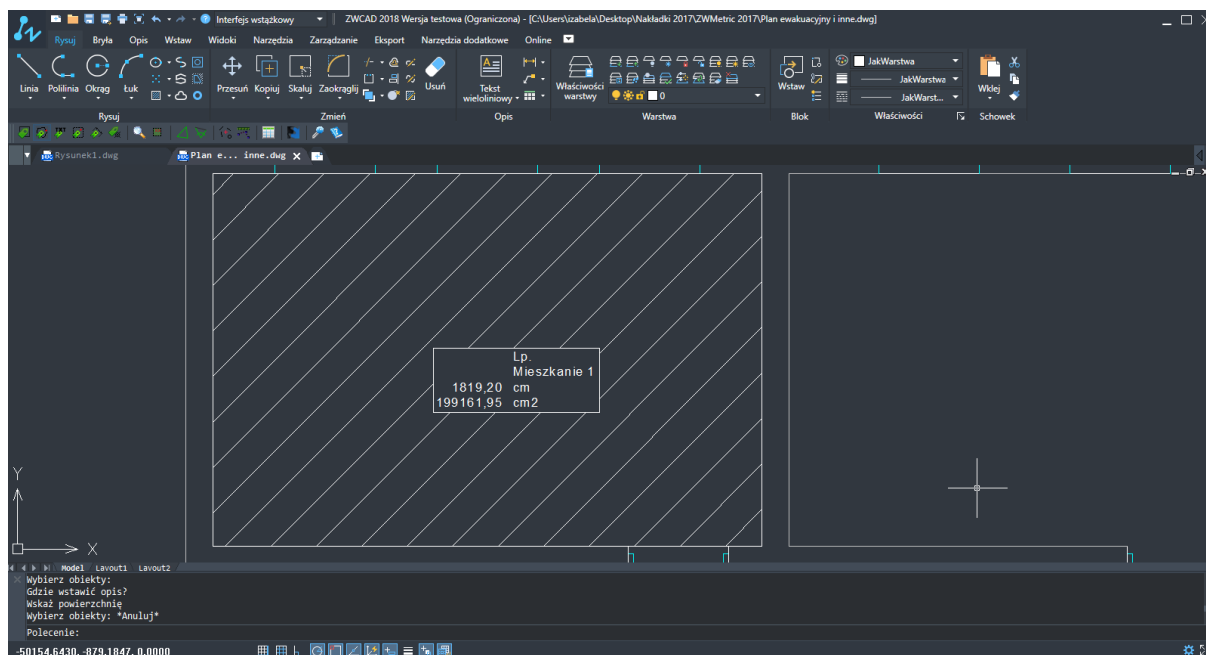 Interfejs wstążkowy
ZWCAD 2018 Wersja testowa (Ograniczona) - [C:\Users\izabela\Desktop\Nakładki 2017\ZWMetric 2017\Plan ewakuacyjny i inne.dwg]
Rysuj Bryła Opis Wstaw Widoki Narzędzia Zarządzanie Eksport Narzędzia dodatkowe Online
Linia Polilinia Okrąg Łuk
Przesuń Kopiuj Skaluj Zaokrąglij Usuń
Tekst wieloliniowy
Właściwości warstwy
0
Wstaw
JakWarstwa
JakWarstwa
JakWarst...
Wklej
Rysuj Zmień Opis Warstwa Blok Właściwości Schowek
Rysunek1.dwg Plan e... inne.dwg
Lp.
Mieszkanie 1
1819,20 cm
199161,95 cm2
Y
X
Model Layout1 Layout2
Wybierz obiekty:
Gdzie wstawić opis?
Wskaż powierzchnię
Wybierz obiekty: *Anuluj*
Polecenie:
-50154.6430, -879.1847, 0.0000